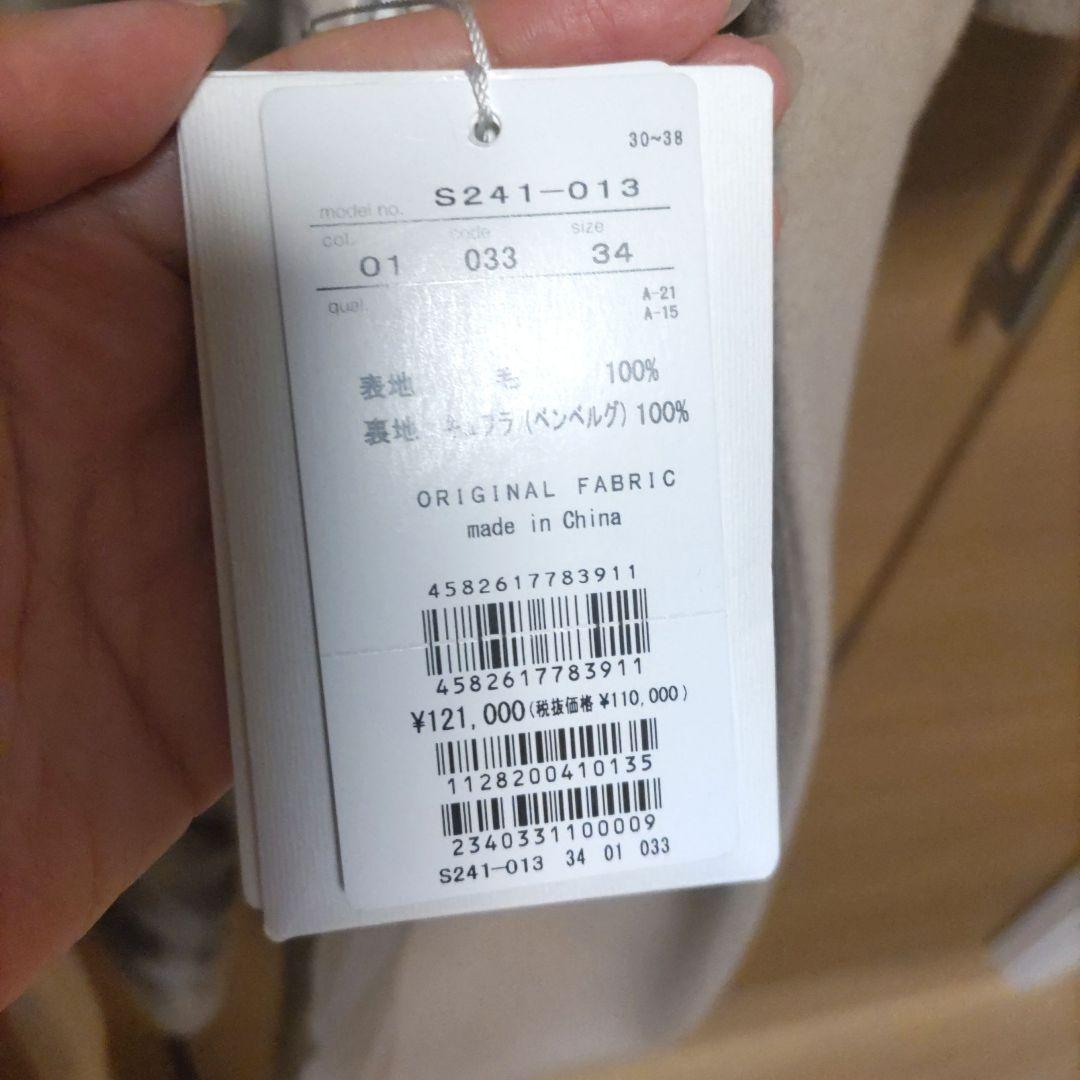 30~38
model no. S241-013
col. code size
01 033 34
qual. A-21
A-15
表地 毛 100%
裏地 キュプラ(ベンベルグ) 100%
ORIGINAL FABRIC
made in China
4582617783911
4582617783911
¥121,000(税抜価格 ¥110,000)
1128200410135
2340331100009
S241-013 34 01 033